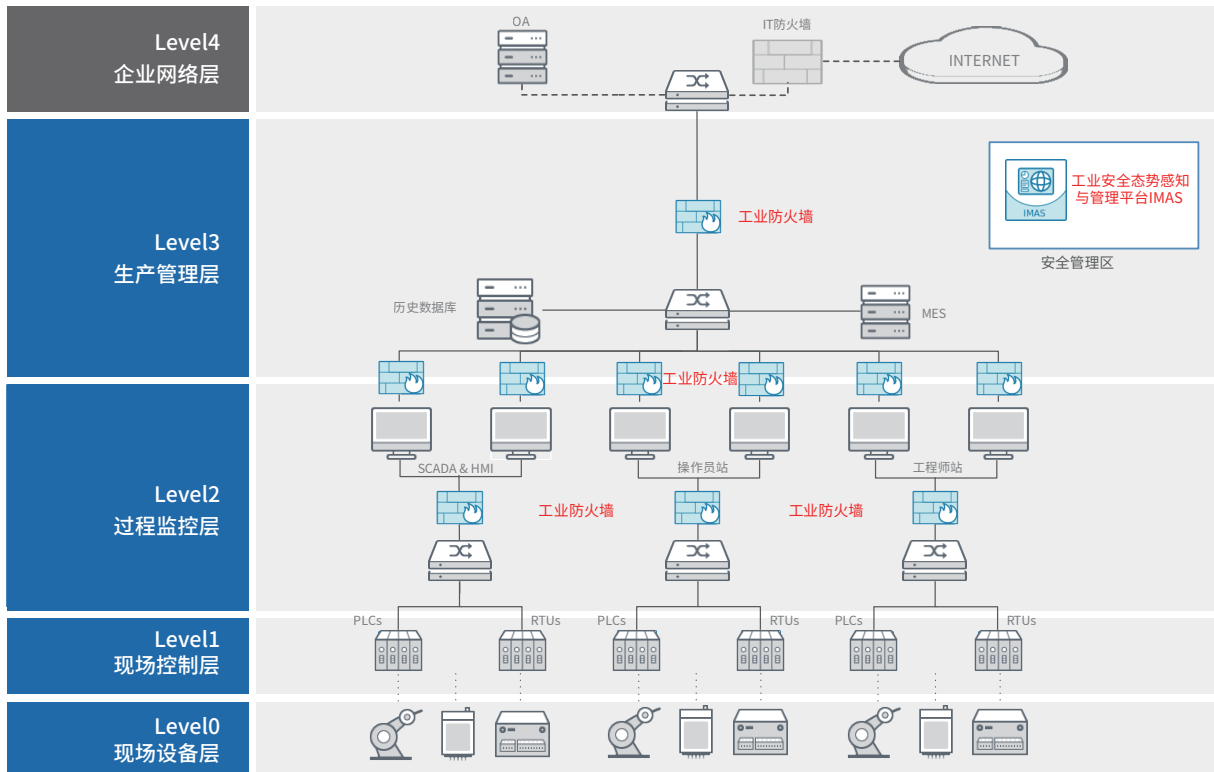 Level4
企业网络层
OA
IT防火墙
INTERNET
Level3
生产管理层
工业防火墙
IMAS
工业安全态势感知
与管理平台IMAS
安全管理区
历史数据库
MES
工业防火墙
Level2
过程监控层
SCADA & HMI
操作员站
工程师站
工业防火墙
工业防火墙
Level1
现场控制层
PLCs
RTUs
PLCs
RTUs
PLCs
RTUs
Level0
现场设备层